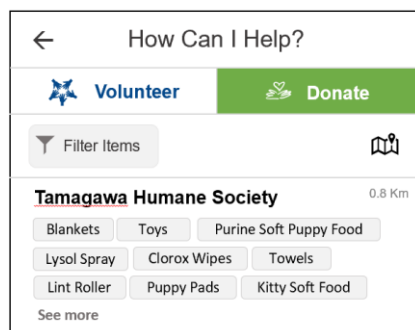 How Can I Help?
Volunteer Donate
Filter Items
Tamagawa Humane Society 0.8 Km
Blankets Toys Purine Soft Puppy Food
Lysol Spray Clorox Wipes Towels
Lint Roller Puppy Pads Kitty Soft Food
See more